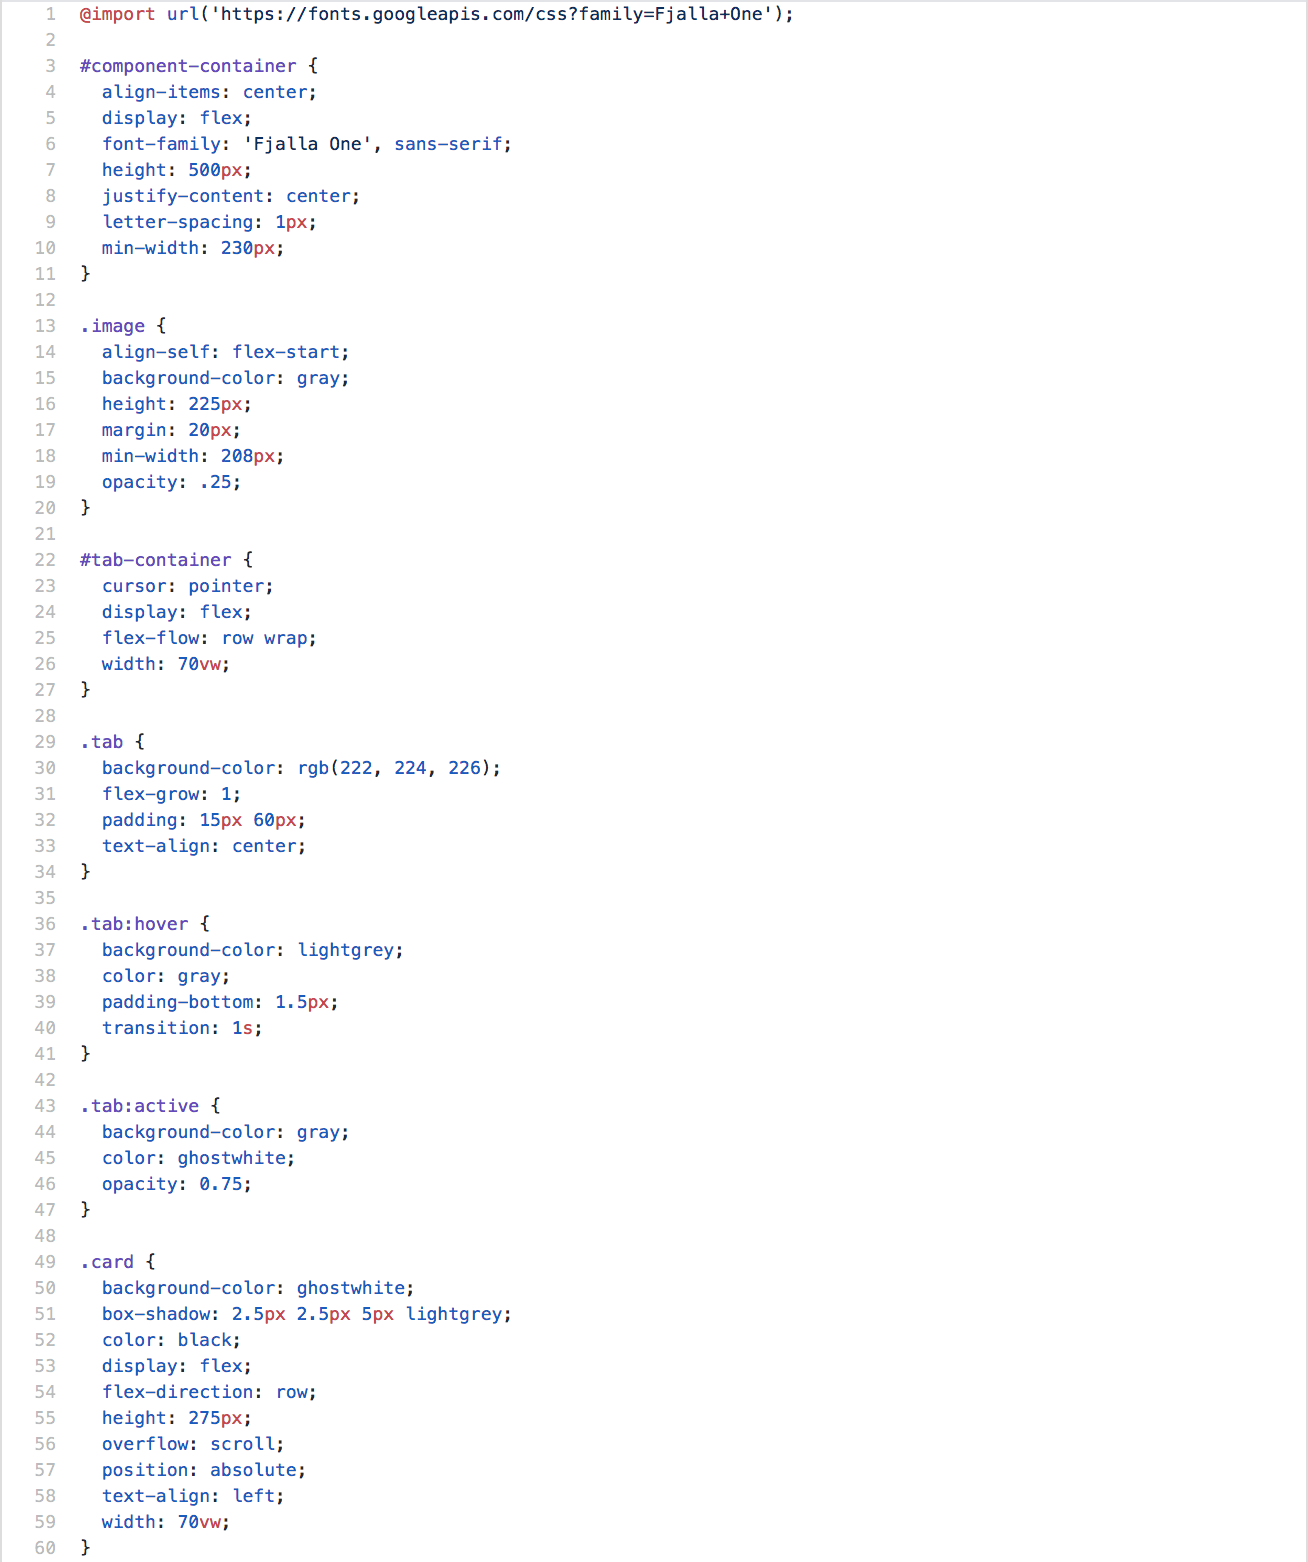 1 @import url('https://fonts.googleapis.com/css?family=Fjalla+One');
2
3 #component-container {
4   align-items: center;
5   display: flex;
6   font-family: 'Fjalla One', sans-serif;
7   height: 500px;
8   justify-content: center;
9   letter-spacing: 1px;
10   min-width: 230px;
11 }
12
13 .image {
14   align-self: flex-start;
15   background-color: gray;
16   height: 225px;
17   margin: 20px;
18   min-width: 208px;
19   opacity: .25;
20 }
21
22 #tab-container {
23   cursor: pointer;
24   display: flex;
25   flex-flow: row wrap;
26   width: 70vw;
27 }
28
29 .tab {
30   background-color: rgb(222, 224, 226);
31   flex-grow: 1;
32   padding: 15px 60px;
33   text-align: center;
34 }
35
36 .tab:hover {
37   background-color: lightgrey;
38   color: gray;
39   padding-bottom: 1.5px;
40   transition: 1s;
41 }
42
43 .tab:active {
44   background-color: gray;
45   color: ghostwhite;
46   opacity: 0.75;
47 }
48
49 .card {
50   background-color: ghostwhite;
51   box-shadow: 2.5px 2.5px 5px lightgrey;
52   color: black;
53   display: flex;
54   flex-direction: row;
55   height: 275px;
56   overflow: scroll;
57   position: absolute;
58   text-align: left;
59   width: 70vw;
60 }